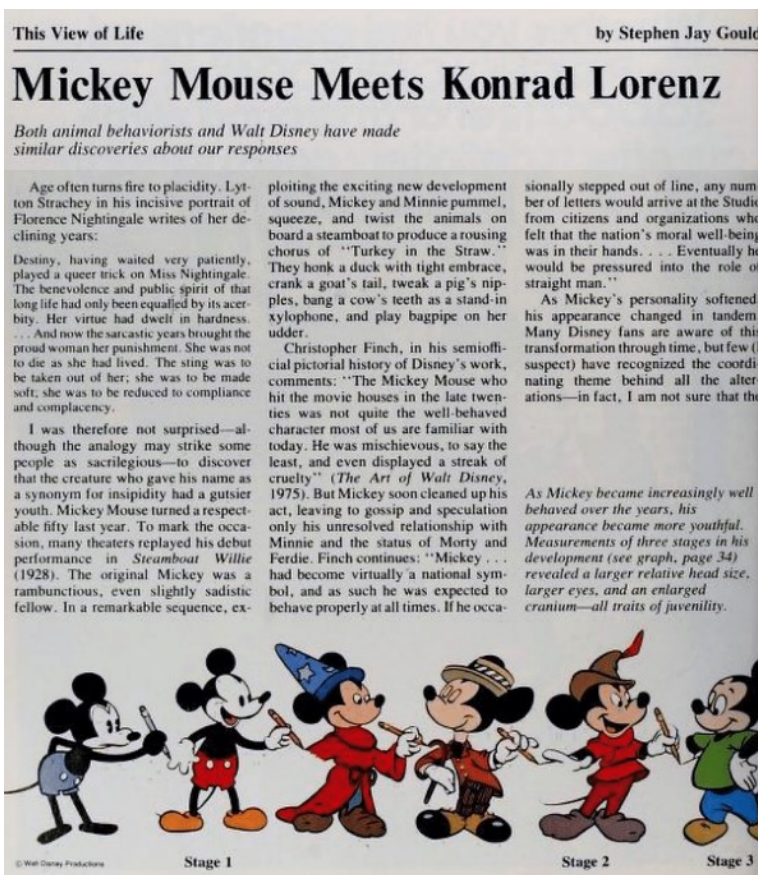 This View of Life
by Stephen Jay Gould
Mickey Mouse Meets Konrad Lorenz
Both animal behaviorists and Walt Disney have made
similar discoveries about our responses
Age often turns fire to placidity. Lyt-
ton Strachey in his incisive portrait of
Florence Nightingale writes of her de-
clining years:
Destiny, having waited very patiently,
played a queer trick on Miss Nightingale.
The benevolence and public spirit of that
long life had only been equalled by its acer-
bity. Her virtue had dwelt in hardness.
. . . And now the sarcastic years brought the
proud woman her punishment. She was not
to die as she had lived. The sting was to
be taken out of her; she was to be made
soft; she was to be reduced to compliance
and complacency.
I was therefore not surprised—al-
though the analogy may strike some
people as sacrilegious—to discover
that the creature who gave his name as
a synonym for insipidity had a gutsier
youth. Mickey Mouse turned a respect-
able fifty last year. To mark the occa-
sion, many theaters replayed his debut
performance in Steamboat Willie
(1928). The original Mickey was a
rambunctious, even slightly sadistic
fellow. In a remarkable sequence, ex-
ploiting the exciting new development
of sound, Mickey and Minnie pummel,
squeeze, and twist the animals on
board a steamboat to produce a rousing
chorus of "Turkey in the Straw."
They honk a duck with tight embrace,
crank a goat's tail, tweak a pig's nip-
ples, bang a cow's teeth as a stand-in
xylophone, and play bagpipe on her
udder.
Christopher Finch, in his semioffi-
cial pictorial history of Disney's work,
comments: "The Mickey Mouse who
hit the movie houses in the late twen-
ties was not quite the well-behaved
character most of us are familiar with
today. He was mischievous, to say the
least, and even displayed a streak of
cruelty" (The Art of Walt Disney,
1975). But Mickey soon cleaned up his
act, leaving to gossip and speculation
only his unresolved relationship with
Minnie and the status of Morty and
Ferdie. Finch continues: "Mickey . . .
had become virtually a national sym-
bol, and as such he was expected to
behave properly at all times. If he occa-
sionally stepped out of line, any num
ber of letters would arrive at the Studio
from citizens and organizations who
felt that the nation's moral well-being
was in their hands. . . . Eventually he
would be pressured into the role of
straight man."
As Mickey's personality softened,
his appearance changed in tandem.
Many Disney fans are aware of this
transformation through time, but few (I
suspect) have recognized the coordi-
nating theme behind all the alter-
ations—in fact, I am not sure that the
As Mickey became increasingly well
behaved over the years, his
appearance became more youthful.
Measurements of three stages in his
development (see graph, page 34)
revealed a larger relative head size,
larger eyes, and an enlarged
cranium—all traits of juvenility.
© Walt Disney Productions
Stage 1
Stage 2
Stage 3